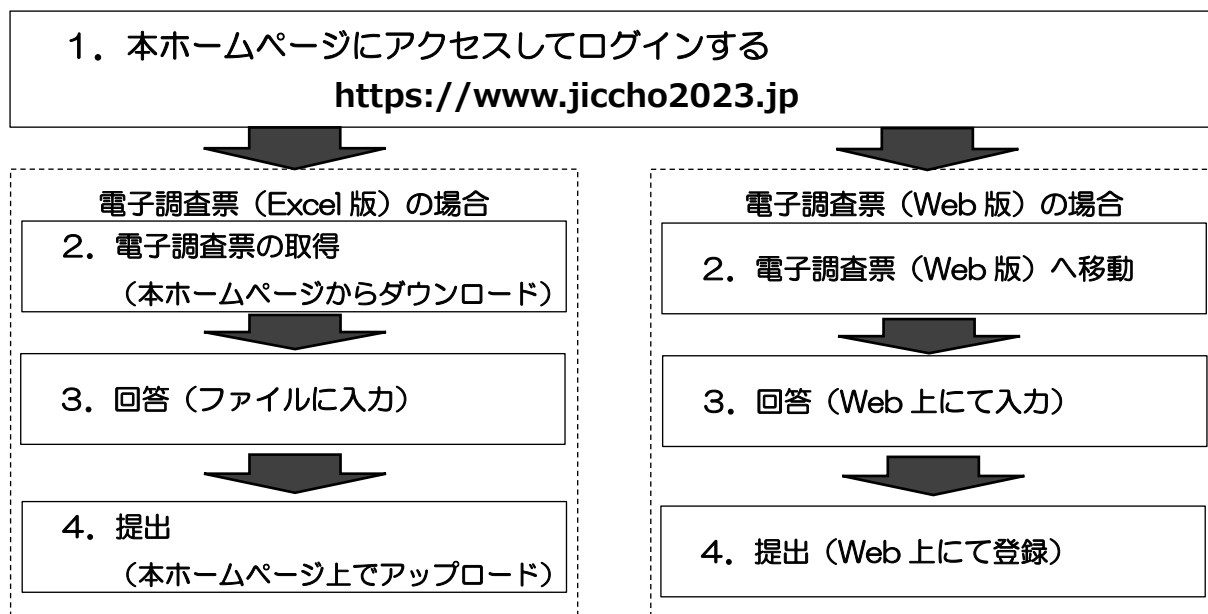 １．本ホームページにアクセスしてログインする
https://www.jiccho2023.jp
電子調査票（Excel 版）の場合
２．電子調査票の取得
（本ホームページからダウンロード）
３．回答（ファイルに入力）
４．提出
（本ホームページ上でアップロード）
電子調査票（Web 版）の場合
２．電子調査票（Web 版）へ移動
３．回答（Web 上にて入力）
４．提出（Web 上にて登録）